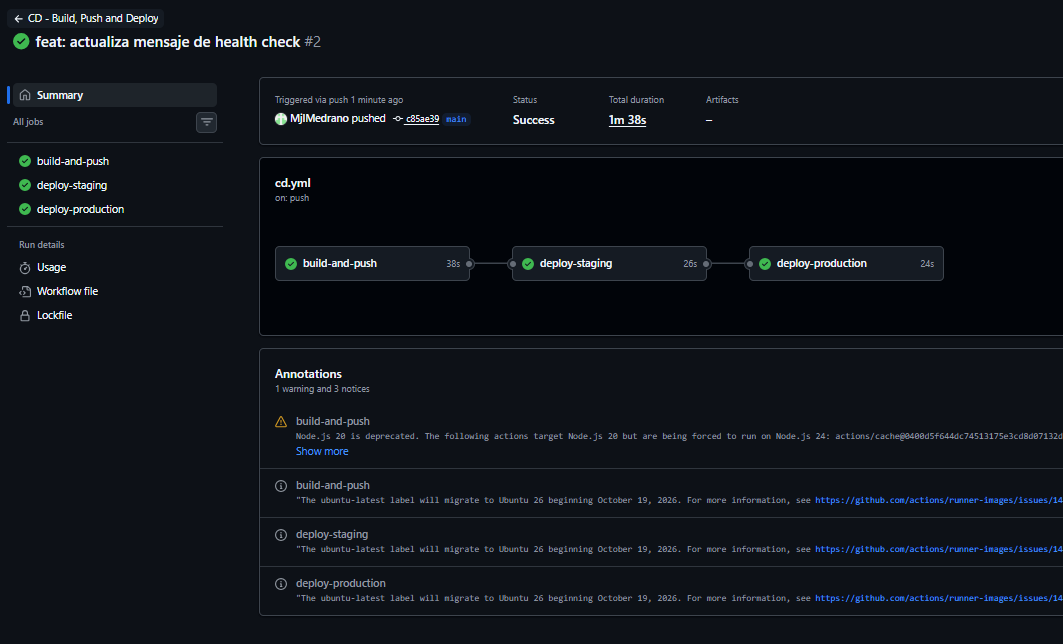 ← CD - Build, Push and Deploy
feat: actualiza mensaje de health check #2
Summary
All jobs
build-and-push
deploy-staging
deploy-production
Run details
Usage
Workflow file
Lockfile
Triggered via push 1 minute ago
MjlMedrano pushed c85ae39 main
Status
Success
Total duration
1m 38s
Artifacts
–
cd.yml
on: push
build-and-push 38s
deploy-staging 26s
deploy-production 24s
Annotations
1 warning and 3 notices
build-and-push
Node.js 20 is deprecated. The following actions target Node.js 20 but are being forced to run on Node.js 24: actions/cache@0400d5f644dc74513175e3cd8d07132d
Show more
build-and-push
"The ubuntu-latest label will migrate to Ubuntu 26 beginning October 19, 2026. For more information, see https://github.com/actions/runner-images/issues/14
deploy-staging
"The ubuntu-latest label will migrate to Ubuntu 26 beginning October 19, 2026. For more information, see https://github.com/actions/runner-images/issues/14
deploy-production
"The ubuntu-latest label will migrate to Ubuntu 26 beginning October 19, 2026. For more information, see https://github.com/actions/runner-images/issues/14